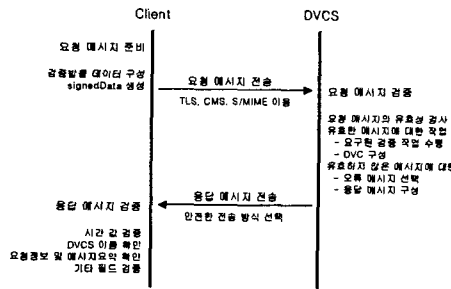 Client
DVCS
요청 메시지 준비
검증받을 데이터 구성
signedData 생성
요청 메시지 전송
TLS, CMS, S/MIME 이용
요청 메시지 검증
요청 메시지의 유효성 검사
유효한 메시지에 대한 작업
- 요구된 검증 작업 수행
- DVC 구성
유효하지 않은 메시지에 대한
- 오류 메시지 선택
- 응답 메시지 구성
응답 메시지 전송
안전한 전송 방식 선택
응답 메시지 검증
시간 값 검증
DVCS 이름 확인
요청정보 및 메시지요약 확인
기타 필드 검증